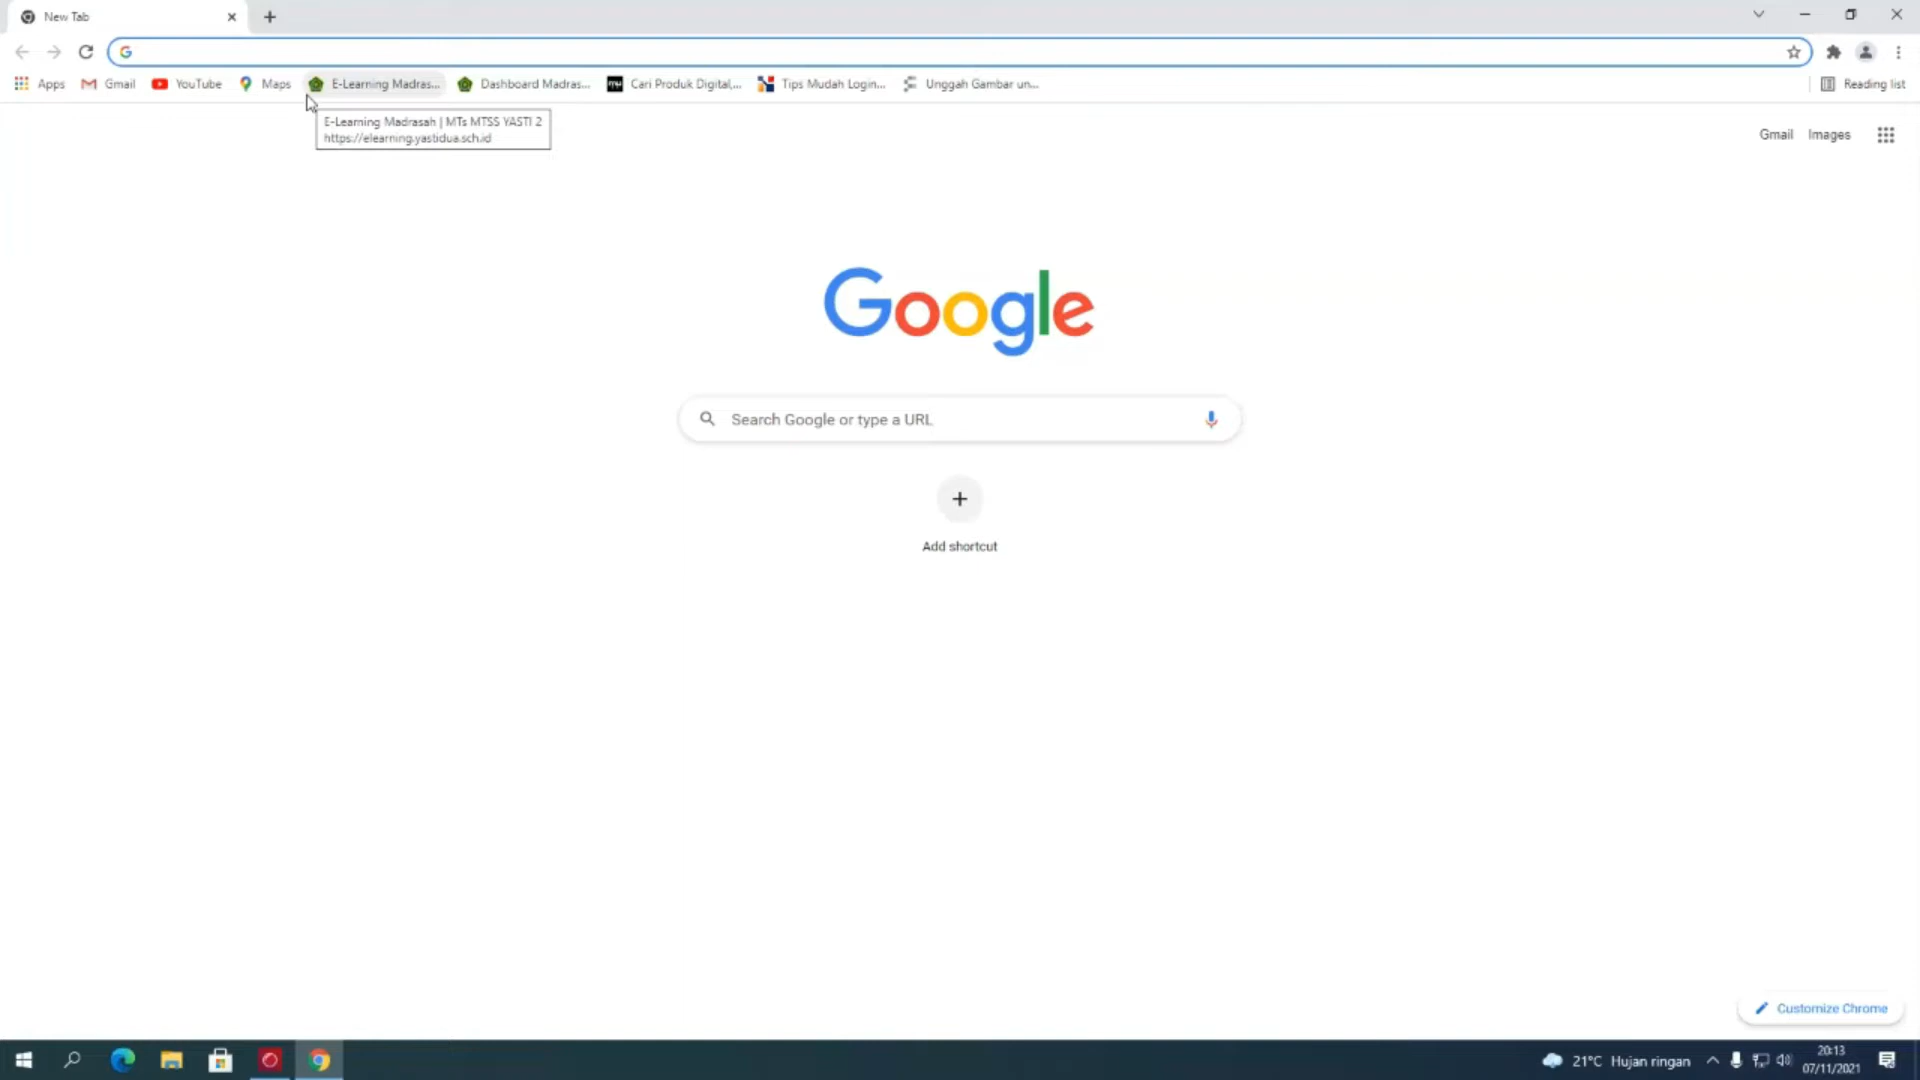 New Tab
Apps Gmail YouTube Maps E-Learning Madras... Dashboard Madras... Cari Produk Digital,... Tips Mudah Login... Unggah Gambar un... Reading list
E-Learning Madrasah | MTs MTSS YASTI 2
https://elearning.yastidua.sch.id
Gmail Images
Google
Search Google or type a URL
Add shortcut
Customize Chrome
21°C Hujan ringan
20:13
07/11/2021